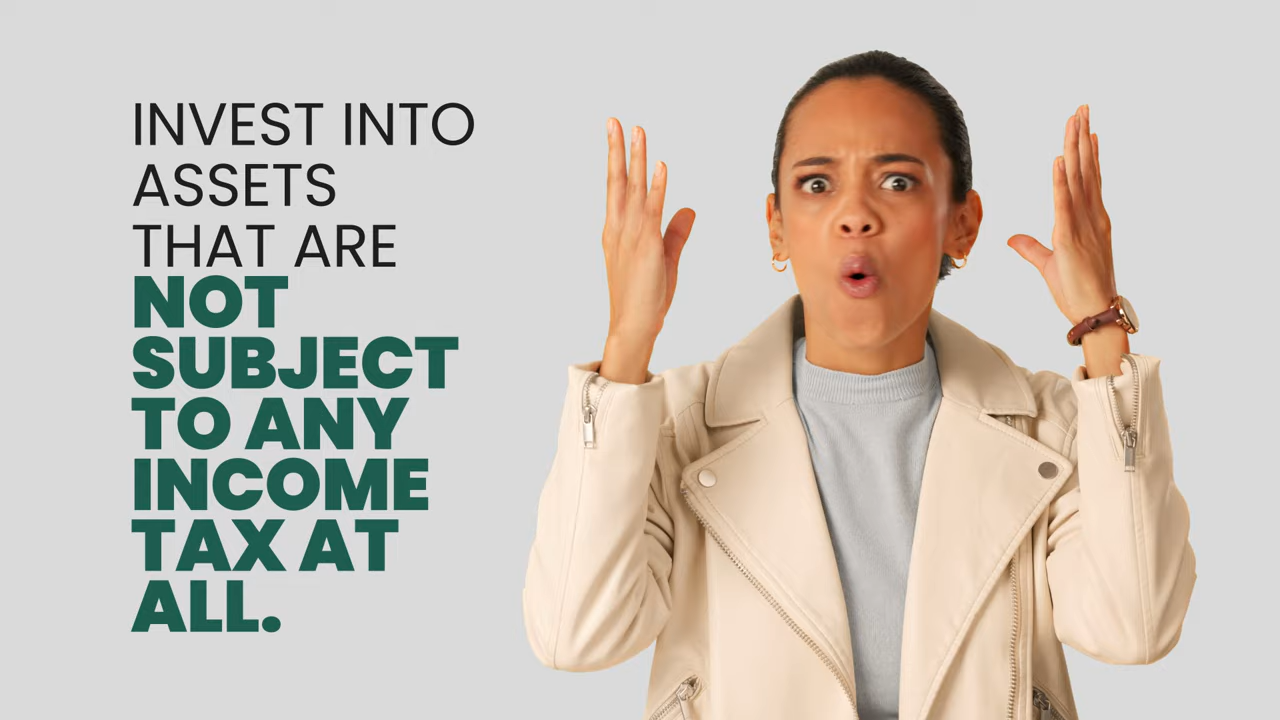 INVEST INTO
ASSETS
THAT ARE
NOT
SUBJECT
TO ANY
INCOME
TAX AT
ALL.